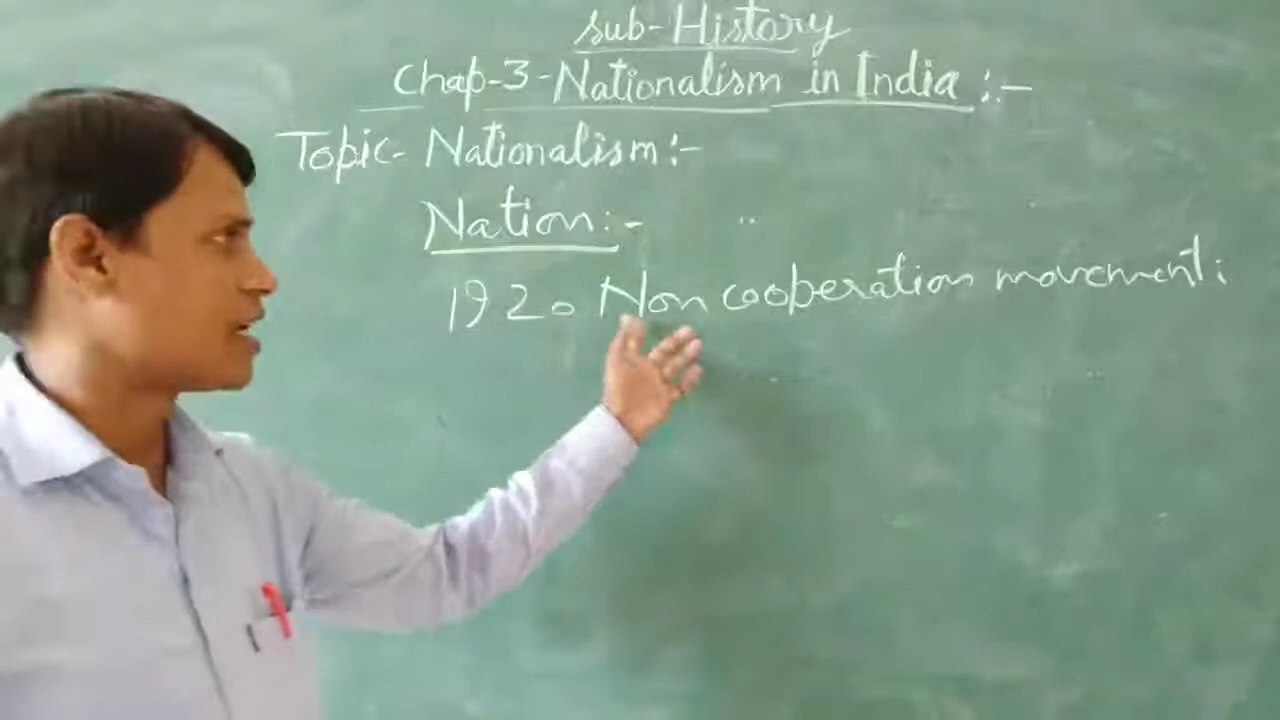 Sub-History
Chap-3-Nationalism in India :-
Topic- Nationalism:-
Nation:-
1920 Non cooperation movement: